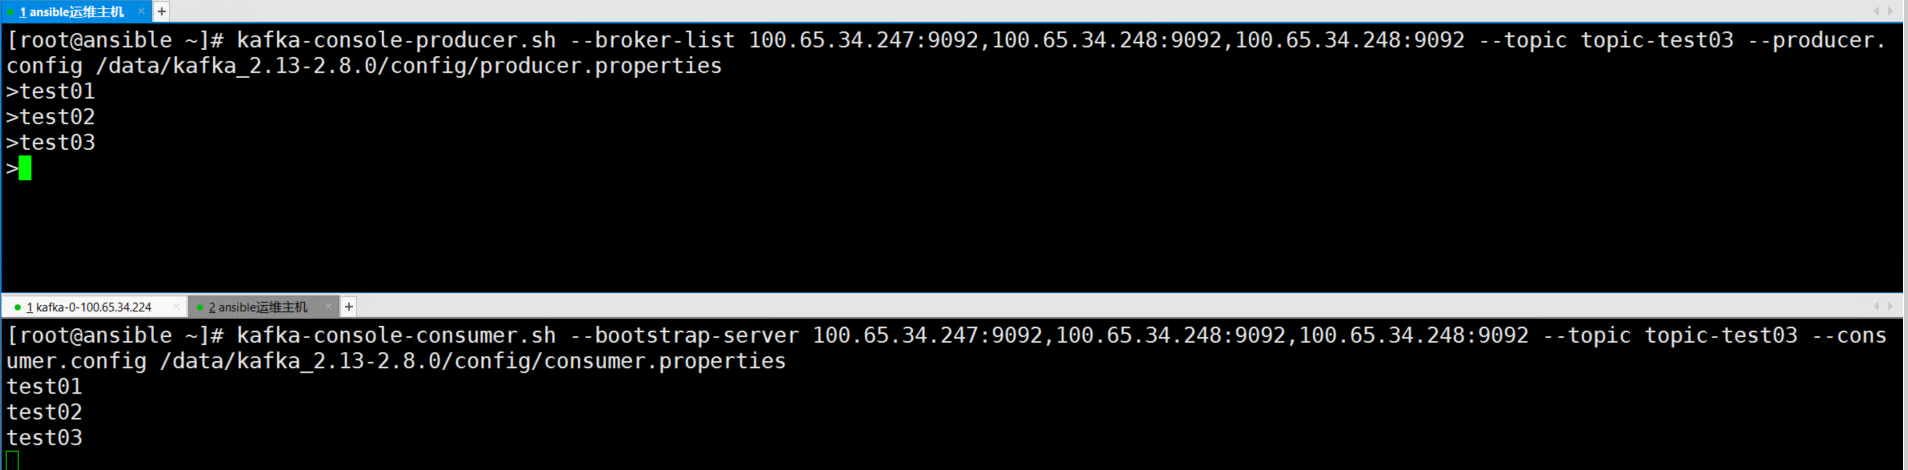 1 ansible运维主机 × +
[root@ansible ~]# kafka-console-producer.sh --broker-list 100.65.34.247:9092,100.65.34.248:9092,100.65.34.248:9092 --topic topic-test03 --producer.
config /data/kafka_2.13-2.8.0/config/producer.properties
>test01
>test02
>test03
>
1 kafka-0-100.65.34.224 × 2 ansible运维主机 × +
[root@ansible ~]# kafka-console-consumer.sh --bootstrap-server 100.65.34.247:9092,100.65.34.248:9092,100.65.34.248:9092 --topic topic-test03 --cons
umer.config /data/kafka_2.13-2.8.0/config/consumer.properties
test01
test02
test03